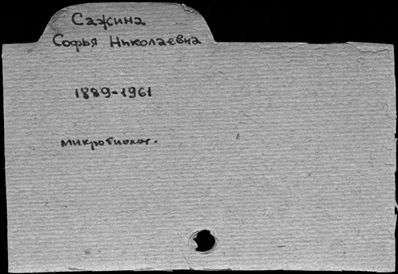 Сажина
Софья Николаевна
1889-1961
микробиолог.